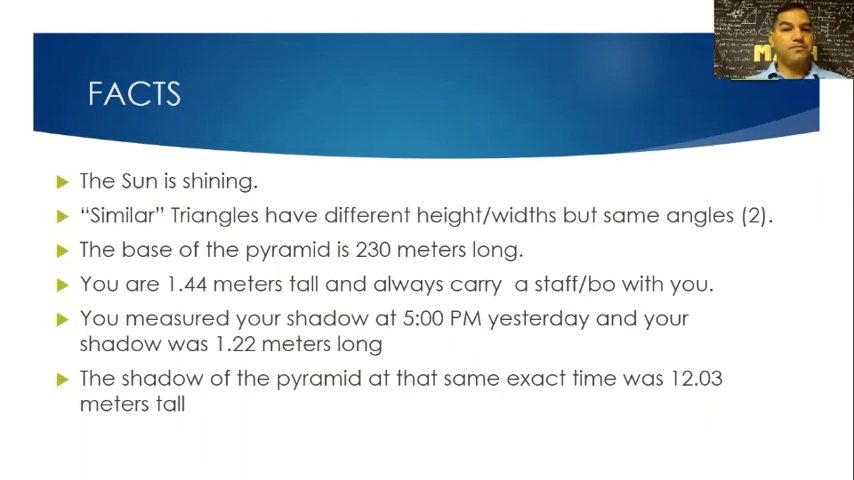 FACTS
The Sun is shining.
“Similar” Triangles have different height/widths but same angles (2).
The base of the pyramid is 230 meters long.
You are 1.44 meters tall and always carry a staff/bo with you.
You measured your shadow at 5:00 PM yesterday and your
shadow was 1.22 meters long
The shadow of the pyramid at that same exact time was 12.03
meters tall